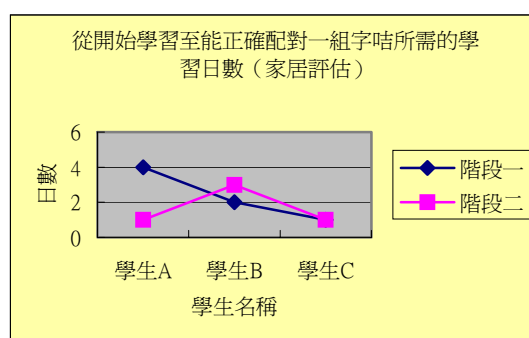 從開始學習至能正確配對一組字咭所需的學
習日數（家居評估）
6
4
2
0
日數
學生A 學生B 學生C
學生名稱
階段一
階段二